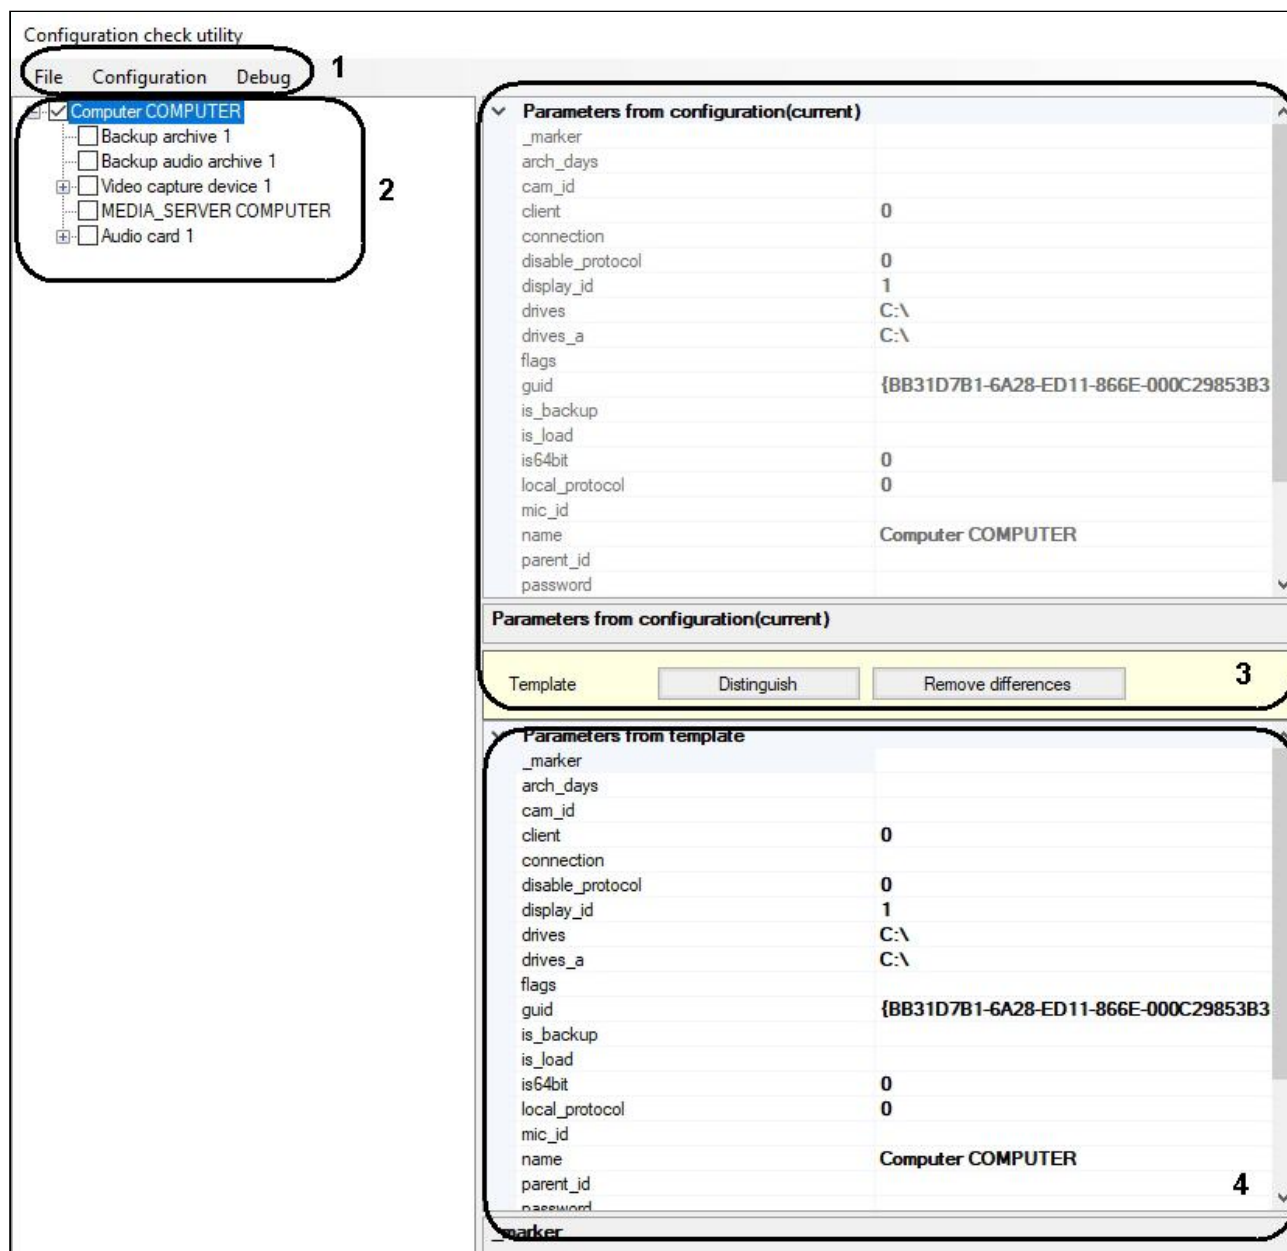 Configuration check utility
File Configuration Debug 1
Computer COMPUTER
Backup archive 1
Backup audio archive 1
Video capture device 1
MEDIA_SERVER COMPUTER
Audio card 1
2
Parameters from configuration(current)
_marker
arch_days
cam_id
client 0
connection
disable_protocol 0
display_id 1
drives C:\
drives_a C:\
flags
guid {BB31D7B1-6A28-ED11-866E-000C29853B3
is_backup
is_load
is64bit 0
local_protocol 0
mic_id
name Computer COMPUTER
parent_id
password
Parameters from configuration(current)
Template Distinguish Remove differences 3
Parameters from template
_marker
arch_days
cam_id
client 0
connection
disable_protocol 0
display_id 1
drives C:\
drives_a C:\
flags
guid {BB31D7B1-6A28-ED11-866E-000C29853B3
is_backup
is_load
is64bit 0
local_protocol 0
mic_id
name Computer COMPUTER
parent_id 4
password
_marker